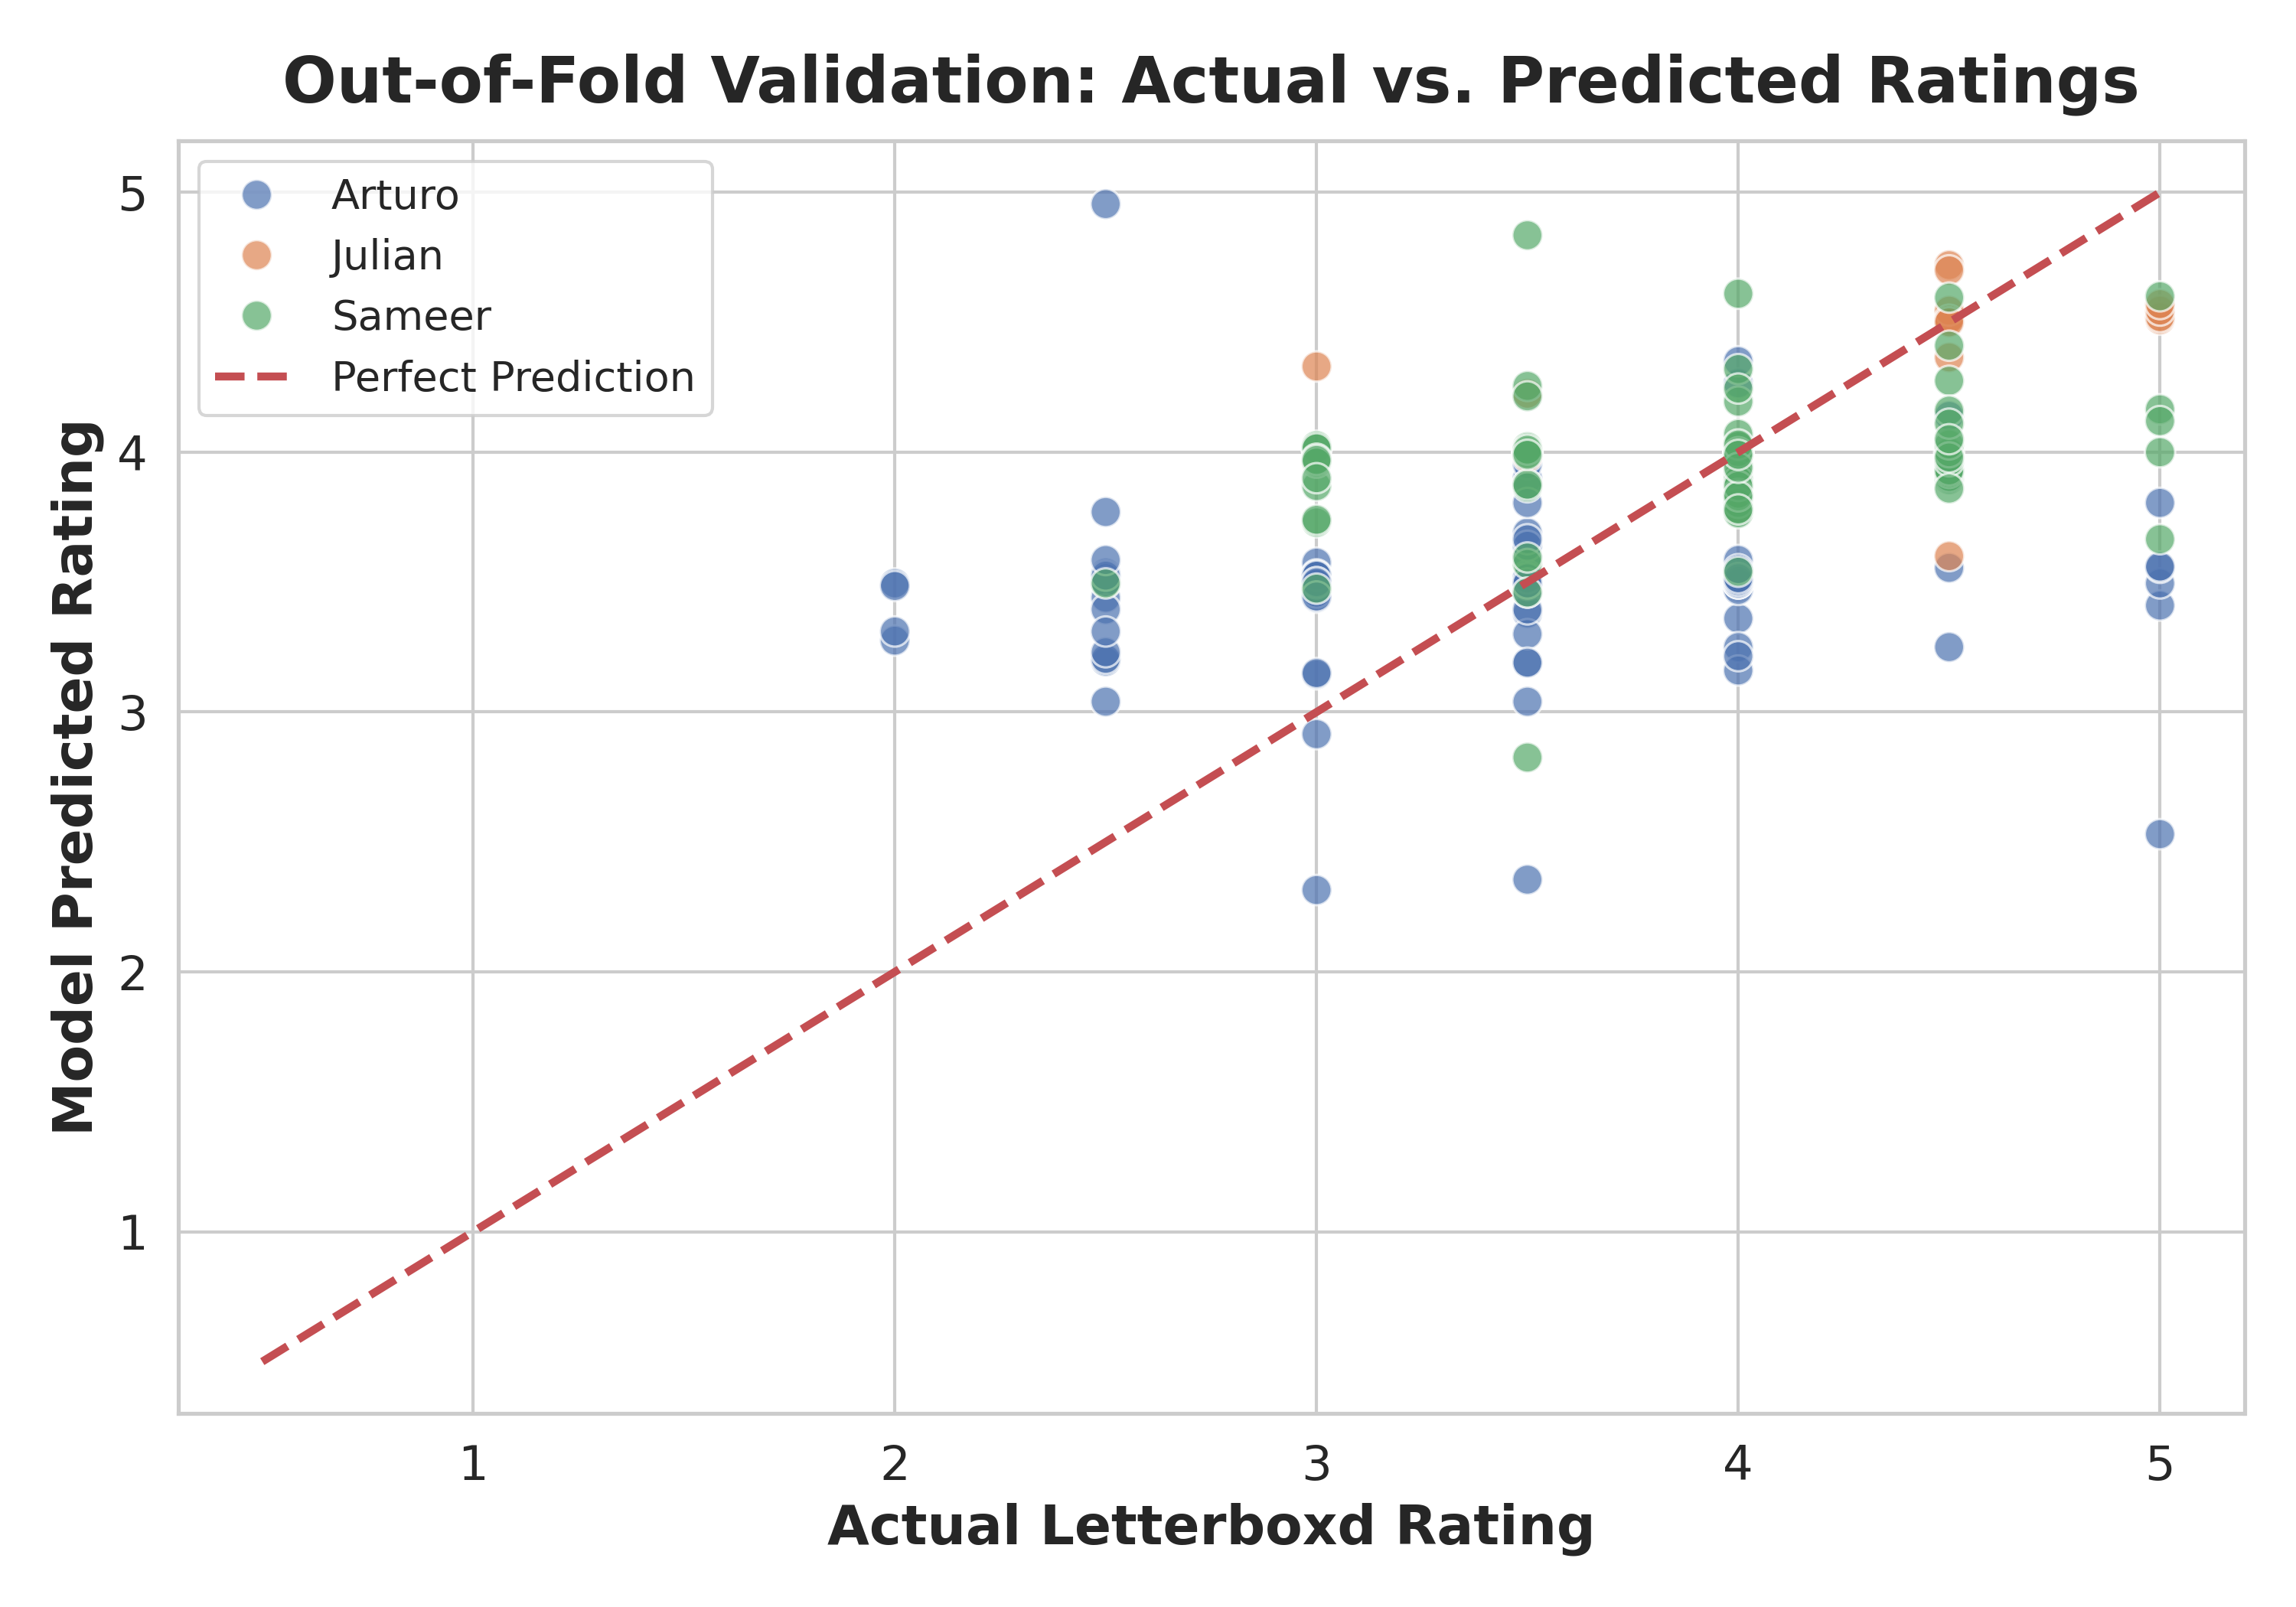 Out-of-Fold Validation: Actual vs. Predicted Ratings
Arturo
Julian
Sameer
Perfect Prediction
Model Predicted Rating
5
4
3
2
1
1 2 3 4 5
Actual Letterboxd Rating